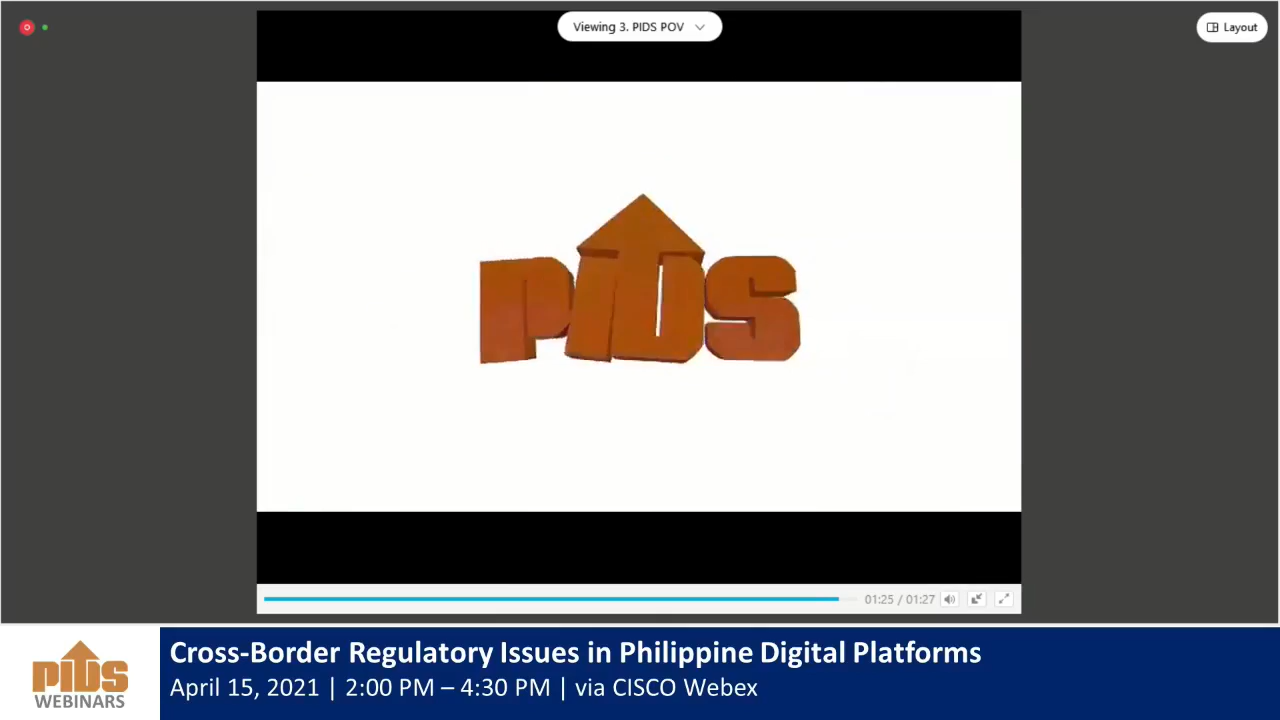 Viewing 3. PIDS POV
Layout
PIDS
01:25 / 01:27
PIDS
WEBINARS
Cross-Border Regulatory Issues in Philippine Digital Platforms
April 15, 2021 | 2:00 PM – 4:30 PM | via CISCO Webex